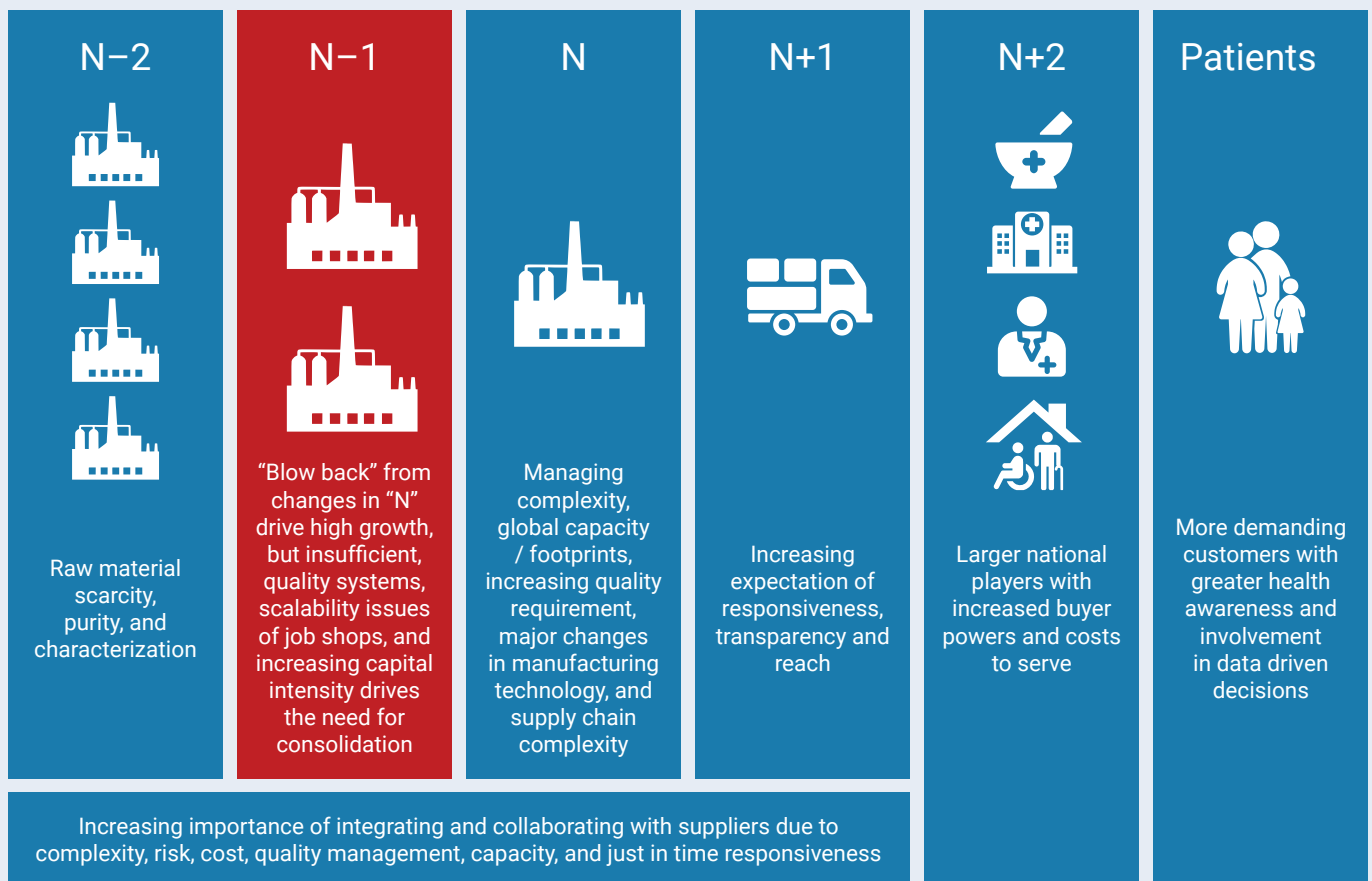 N–2
Raw material
scarcity,
purity, and
characterization
N–1
“Blow back” from
changes in “N”
drive high growth,
but insufficient,
quality systems,
scalability issues
of job shops, and
increasing capital
intensity drives
the need for
consolidation
N
Managing
complexity,
global capacity
/ footprints,
increasing quality
requirement,
major changes
in manufacturing
technology, and
supply chain
complexity
N+1
Increasing
expectation of
responsiveness,
transparency and
reach
N+2
Larger national
players with
increased buyer
powers and costs
to serve
Patients
More demanding
customers with
greater health
awareness and
involvement
in data driven
decisions
Increasing importance of integrating and collaborating with suppliers due to
complexity, risk, cost, quality management, capacity, and just in time responsiveness